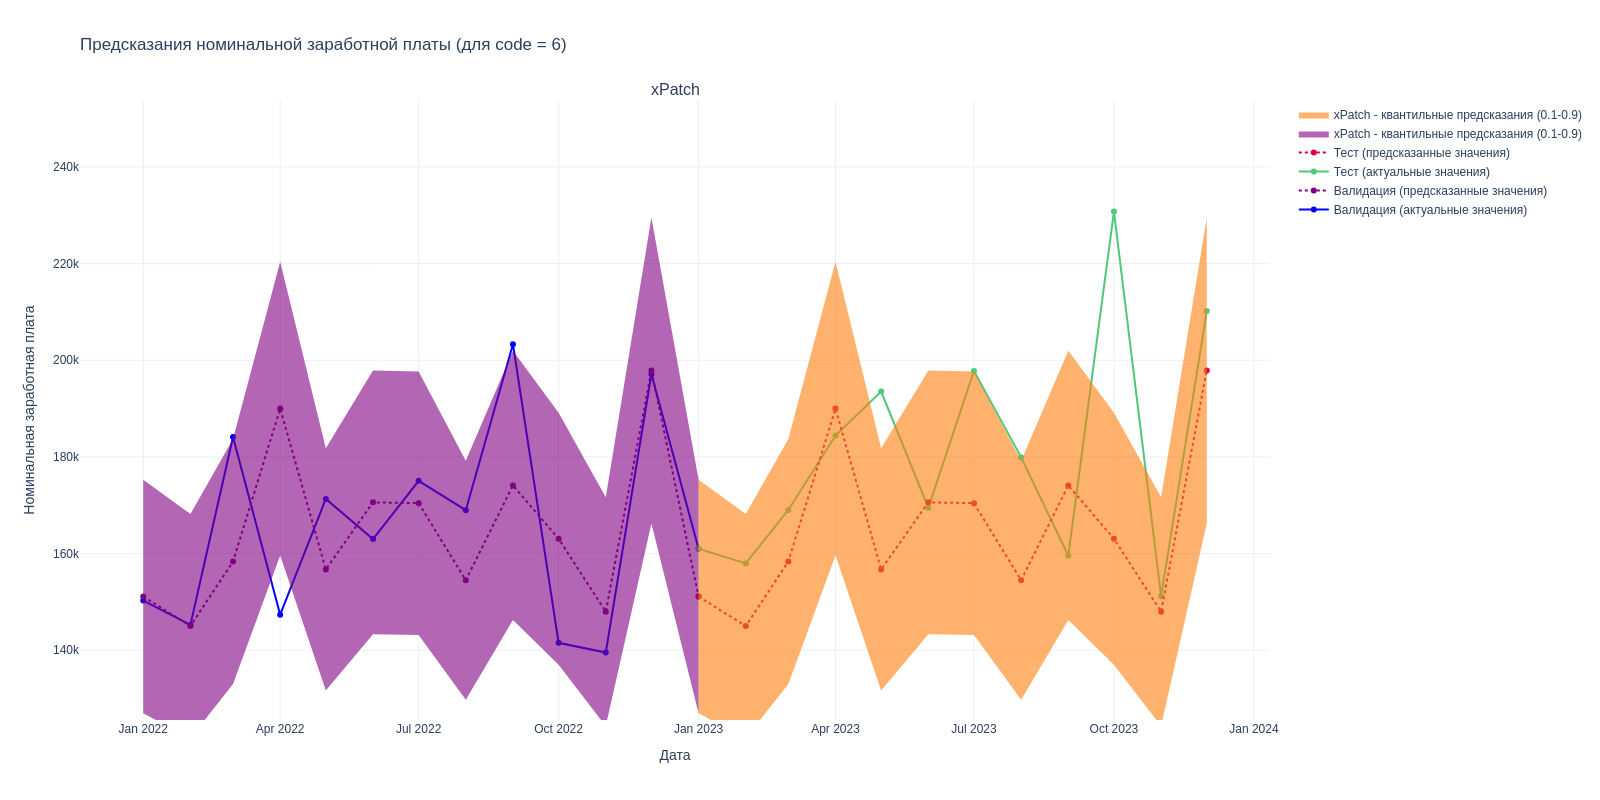 Предсказания номинальной заработной платы (для code = 6)
xPatch
xPatch - квантильные предсказания (0.1-0.9)
xPatch - квантильные предсказания (0.1-0.9)
Тест (предсказанные значения)
Тест (актуальные значения)
Валидация (предсказанные значения)
Валидация (актуальные значения)
Номинальная заработная плата
240k
220k
200k
180k
160k
140k
Jan 2022
Apr 2022
Jul 2022
Oct 2022
Jan 2023
Apr 2023
Jul 2023
Oct 2023
Jan 2024
Дата